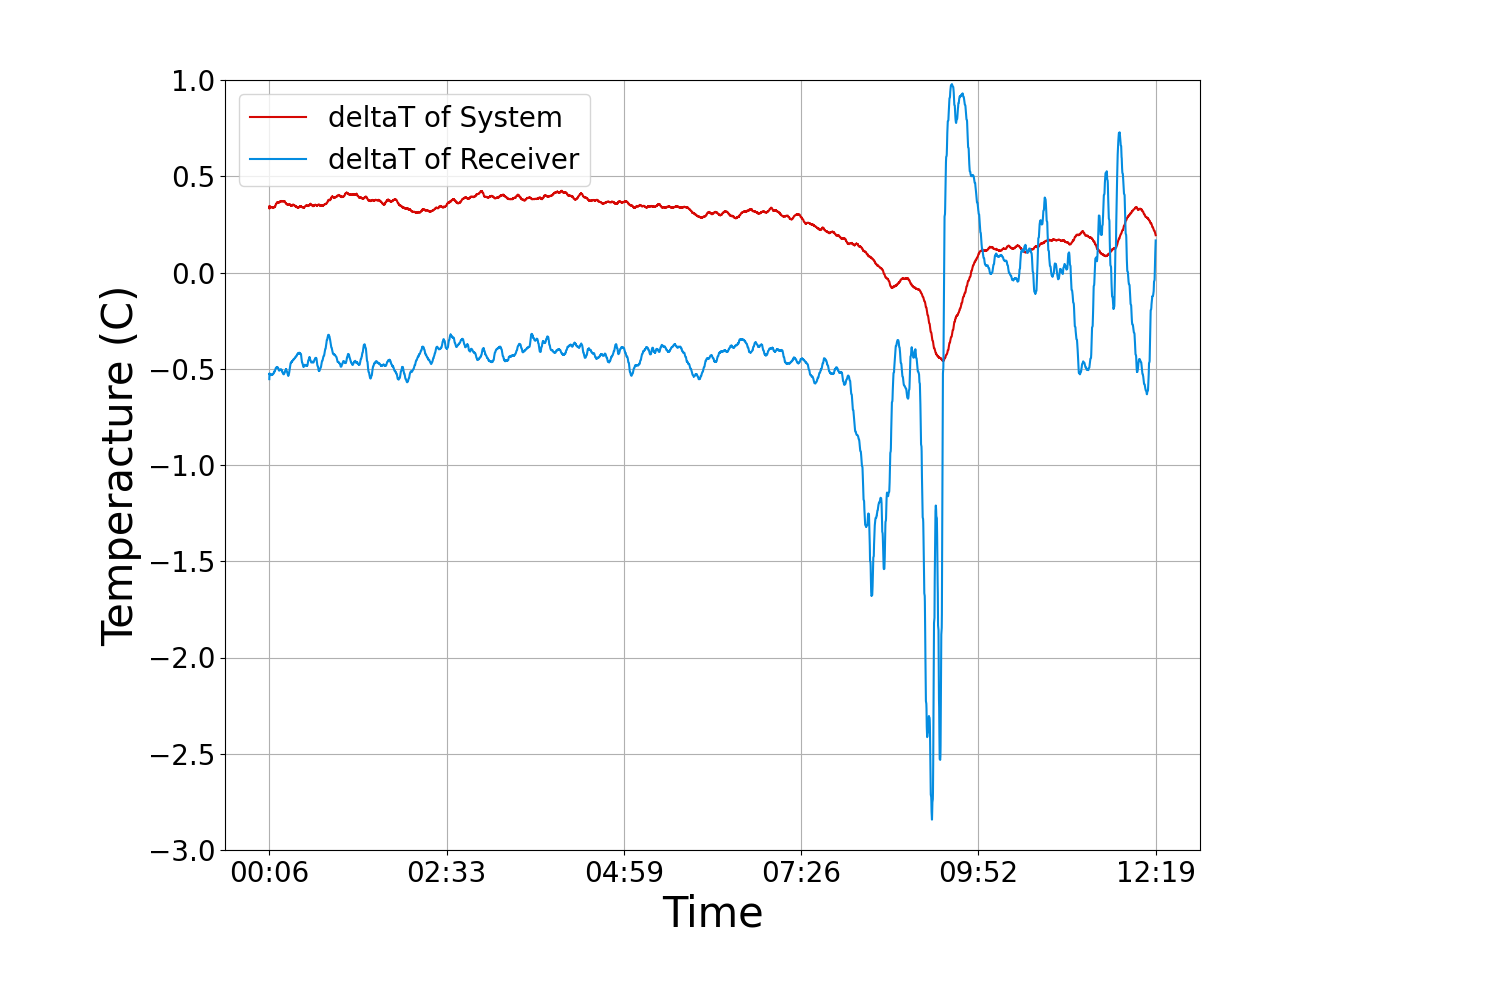 deltaT of System
deltaT of Receiver
1.0
0.5
0.0
−0.5
−1.0
−1.5
−2.0
−2.5
−3.0
Temperacture (C)
00:06 02:33 04:59 07:26 09:52 12:19
Time